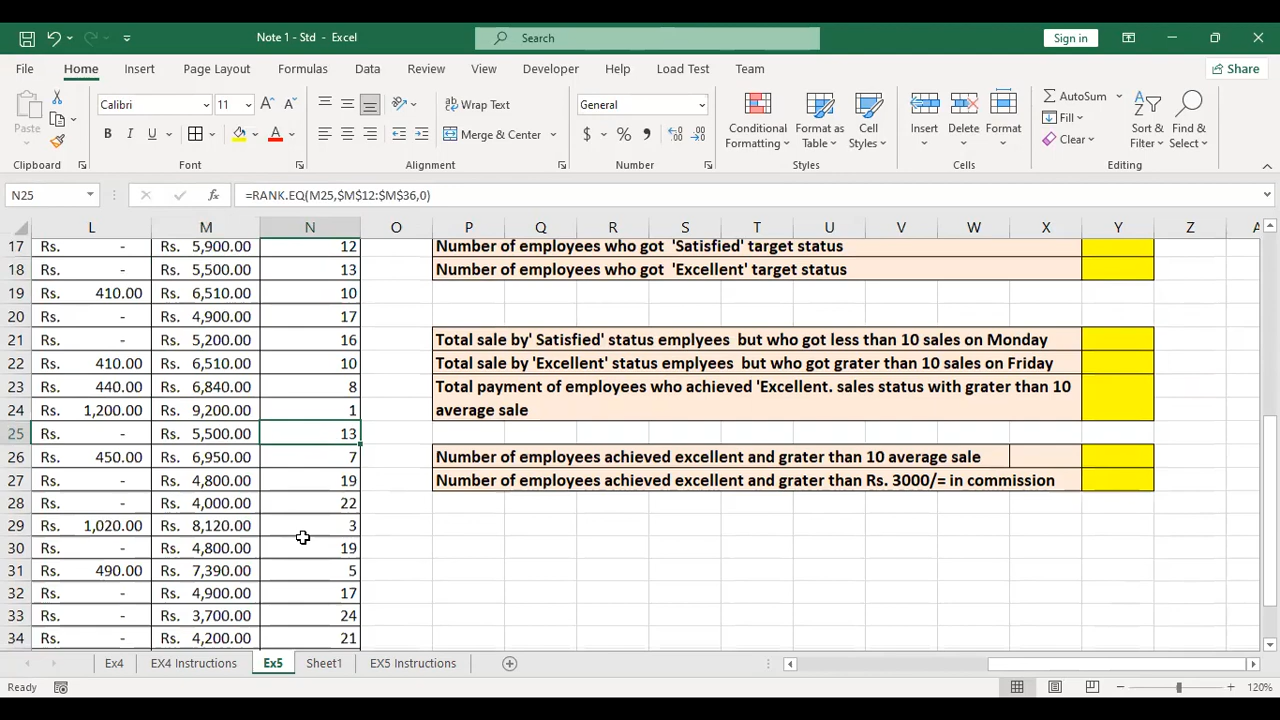 Note 1 - Std - Excel
Search
Sign in
File Home Insert Page Layout Formulas Data Review View Developer Help Load Test Team
Share
Paste
Calibri 11
Wrap Text
General
Conditional Formatting
Format as Table
Cell Styles
Insert Delete Format
AutoSum
Fill
Clear
Sort & Filter
Find & Select
B I U
Merge & Center
$ %
Clipboard Font Alignment Number Styles Cells Editing
N25 fx =RANK.EQ(M25,$M$12:$M$36,0)
L M N O P Q R S T U V W X Y Z A
17 Rs. - Rs. 5,900.00 12 Number of employees who got 'Satisfied' target status
18 Rs. - Rs. 5,500.00 13 Number of employees who got 'Excellent' target status
19 Rs. 410.00 Rs. 6,510.00 10
20 Rs. - Rs. 4,900.00 17
21 Rs. - Rs. 5,200.00 16 Total sale by' Satisfied' status emplyees but who got less than 10 sales on Monday
22 Rs. 410.00 Rs. 6,510.00 10 Total sale by 'Excellent' status emplyees but who got grater than 10 sales on Friday
23 Rs. 440.00 Rs. 6,840.00 8 Total payment of employees who achieved 'Excellent. sales status with grater than 10
24 Rs. 1,200.00 Rs. 9,200.00 1 average sale
25 Rs. - Rs. 5,500.00 13
26 Rs. 450.00 Rs. 6,950.00 7 Number of employees achieved excellent and grater than 10 average sale
27 Rs. - Rs. 4,800.00 19 Number of employees achieved excellent and grater than Rs. 3000/= in commission
28 Rs. - Rs. 4,000.00 22
29 Rs. 1,020.00 Rs. 8,120.00 3
30 Rs. - Rs. 4,800.00 19
31 Rs. 490.00 Rs. 7,390.00 5
32 Rs. - Rs. 4,900.00 17
33 Rs. - Rs. 3,700.00 24
34 Rs. - Rs. 4,200.00 21
Ex4 EX4 Instructions Ex5 Sheet1 EX5 Instructions
Ready
120%